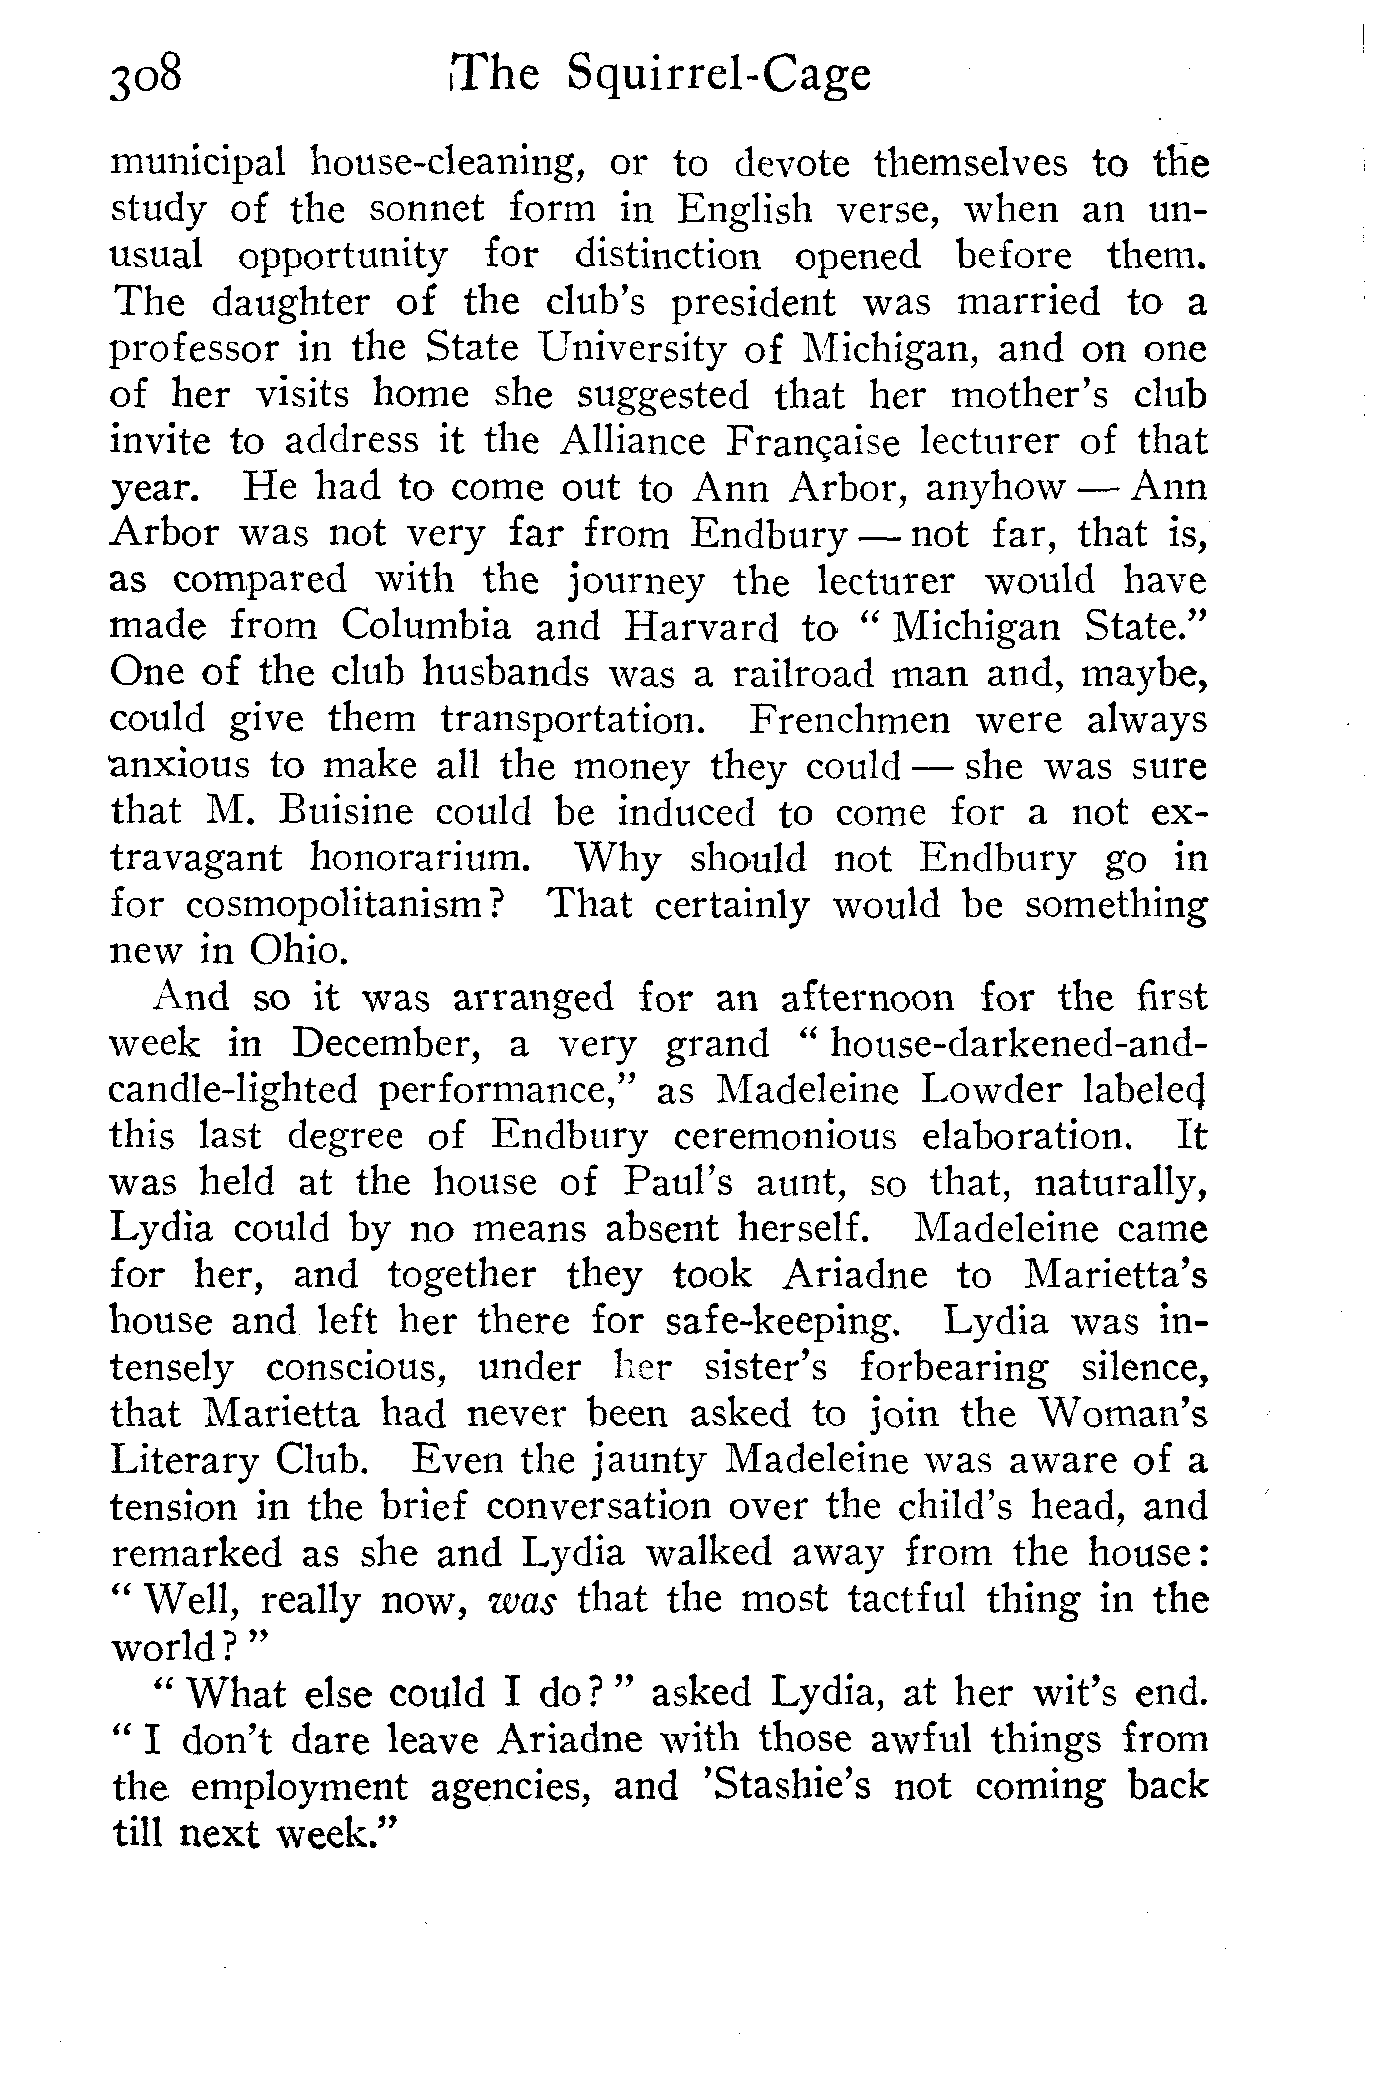 308 The Squirrel-Cage
municipal house-cleaning, or to devote themselves to the
study of the sonnet form in English verse, when an un-
usual opportunity for distinction opened before them.
The daughter of the club's president was married to a
professor in the State University of Michigan, and on one
of her visits home she suggested that her mother's club
invite to address it the Alliance Française lecturer of that
year. He had to come out to Ann Arbor, anyhow — Ann
Arbor was not very far from Endbury — not far, that is,
as compared with the journey the lecturer would have
made from Columbia and Harvard to “ Michigan State.”
One of the club husbands was a railroad man and, maybe,
could give them transportation. Frenchmen were always
anxious to make all the money they could — she was sure
that M. Buisine could be induced to come for a not ex-
travagant honorarium. Why should not Endbury go in
for cosmopolitanism? That certainly would be something
new in Ohio.
And so it was arranged for an afternoon for the first
week in December, a very grand “ house-darkened-and-
candle-lighted performance,” as Madeleine Lowder labeled
this last degree of Endbury ceremonious elaboration. It
was held at the house of Paul's aunt, so that, naturally,
Lydia could by no means absent herself. Madeleine came
for her, and together they took Ariadne to Marietta's
house and left her there for safe-keeping. Lydia was in-
tensely conscious, under her sister's forbearing silence,
that Marietta had never been asked to join the Woman's
Literary Club. Even the jaunty Madeleine was aware of a
tension in the brief conversation over the child's head, and
remarked as she and Lydia walked away from the house:
“ Well, really now, was that the most tactful thing in the
world? ”
“ What else could I do? ” asked Lydia, at her wit's end.
“ I don't dare leave Ariadne with those awful things from
the employment agencies, and 'Stashie's not coming back
till next week.”